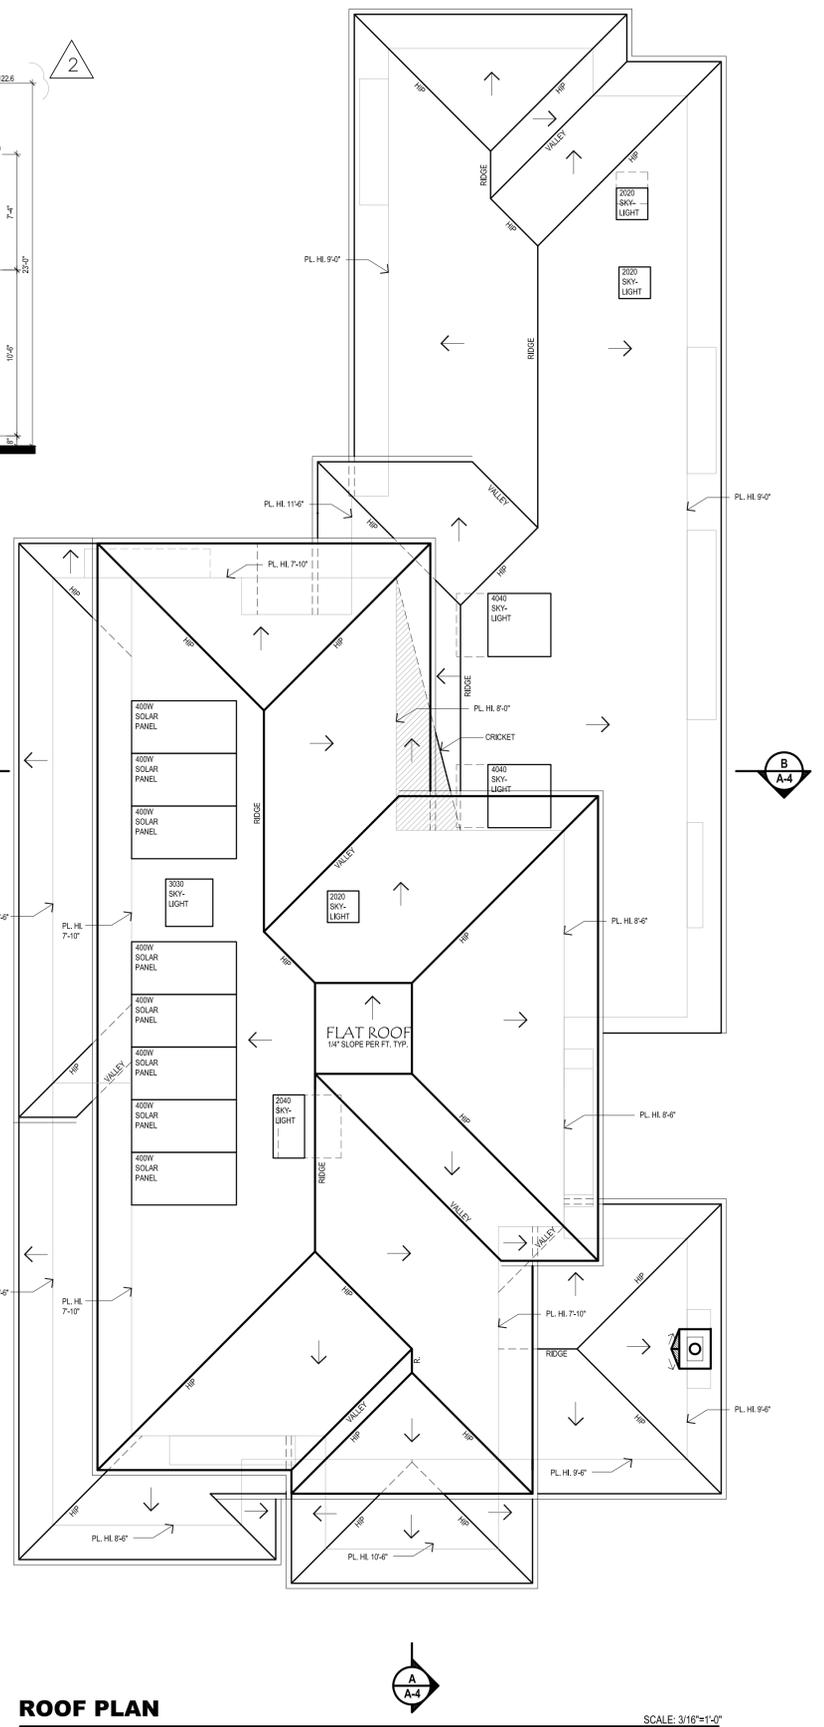 2
22.6
7'-4"
23'-0"
10'-6"
8"
HIP
HIP
VALLEY
HIP
RIDGE
HIP
2020
SKY-
LIGHT
2020
SKY-
LIGHT
PL. HI. 9'-0"
RIDGE
VALLEY
PL. HI. 11'-6"
HIP
PL. HI. 9'-0"
HIP
PL. HI. 7'-10"
HIP
4040
SKY-
LIGHT
HIP
HIP
RIDGE
PL. HI. 8'-0"
CRICKET
400W
SOLAR
PANEL
400W
SOLAR
PANEL
400W
SOLAR
PANEL
4040
SKY-
LIGHT
B
A-4
RIDGE
VALLEY
3030
SKY-
LIGHT
2020
SKY-
LIGHT
-6"
PL. HI.
7'-10"
PL. HI. 8'-6"
HIP
HIP
400W
SOLAR
PANEL
400W
SOLAR
PANEL
400W
SOLAR
PANEL
400W
SOLAR
PANEL
400W
SOLAR
PANEL
FLAT ROOF
1/4" SLOPE PER FT. TYP.
HIP
VALLEY
2040
SKY-
LIGHT
HIP
PL. HI. 8'-6"
RIDGE
VALLEY
VALLEY
-6"
PL. HI.
7'-10"
HIP
HIP
PL. HI. 7'-10"
RIDGE
R.
HIP
VALLEY
HIP
HIP
HIP
PL. HI. 9'-6"
PL. HI. 9'-6"
HIP
HIP
HIP
PL. HI. 8'-6"
PL. HI. 10'-6"
A
A-4
ROOF PLAN
SCALE: 3/16"=1'-0"